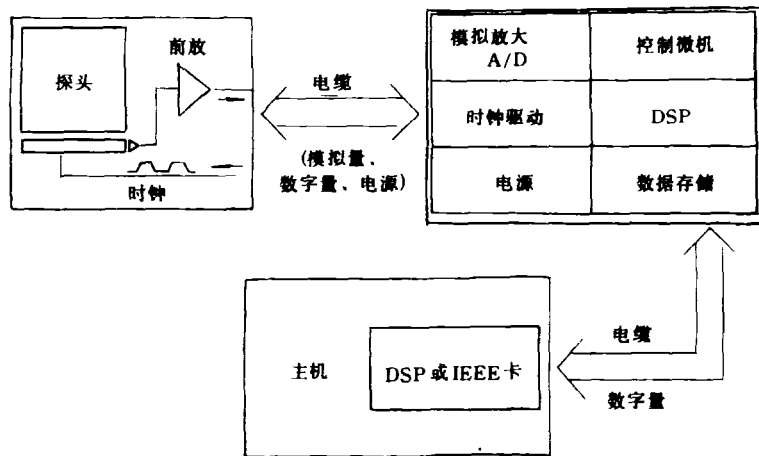 前放
探头
时钟
电缆
(模拟量、
数字量、电源)
模拟放大
A/D
控制微机
时钟驱动
DSP
电源
数据存储
主机
DSP或IEEE卡
电缆
数字量